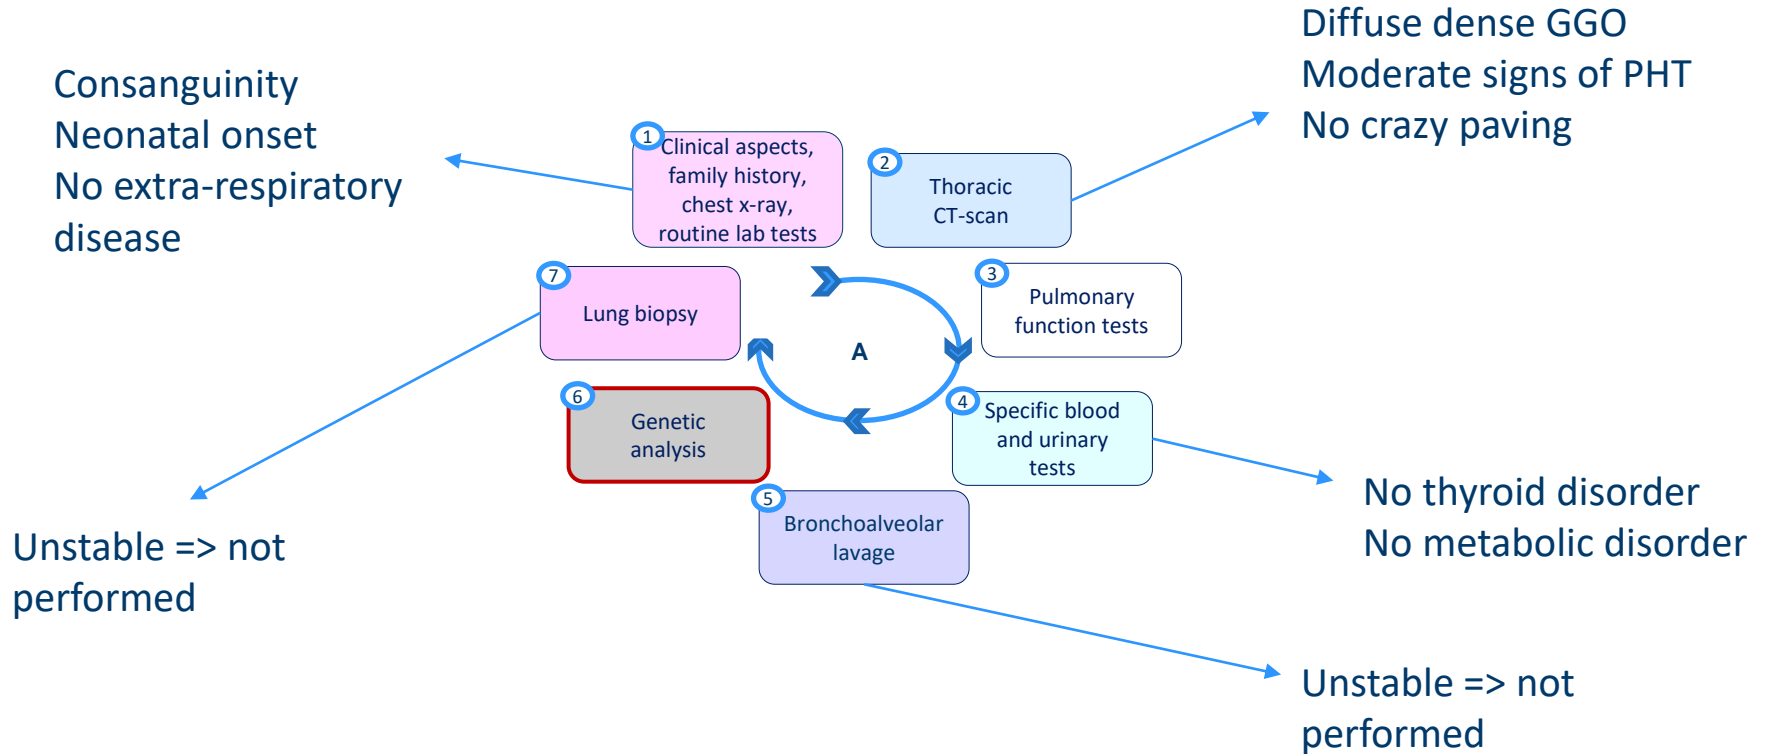 Consanguinity
Neonatal onset
No extra-respiratory
disease
Diffuse dense GGO
Moderate signs of PHT
No crazy paving
1
Clinical aspects,
family history,
chest x-ray,
routine lab tests
2
Thoracic
CT-scan
3
Pulmonary
function tests
4
Specific blood
and urinary
tests
5
Bronchoalveolar
lavage
6
Genetic
analysis
7
Lung biopsy
A
No thyroid disorder
No metabolic disorder
Unstable => not
performed
Unstable => not
performed